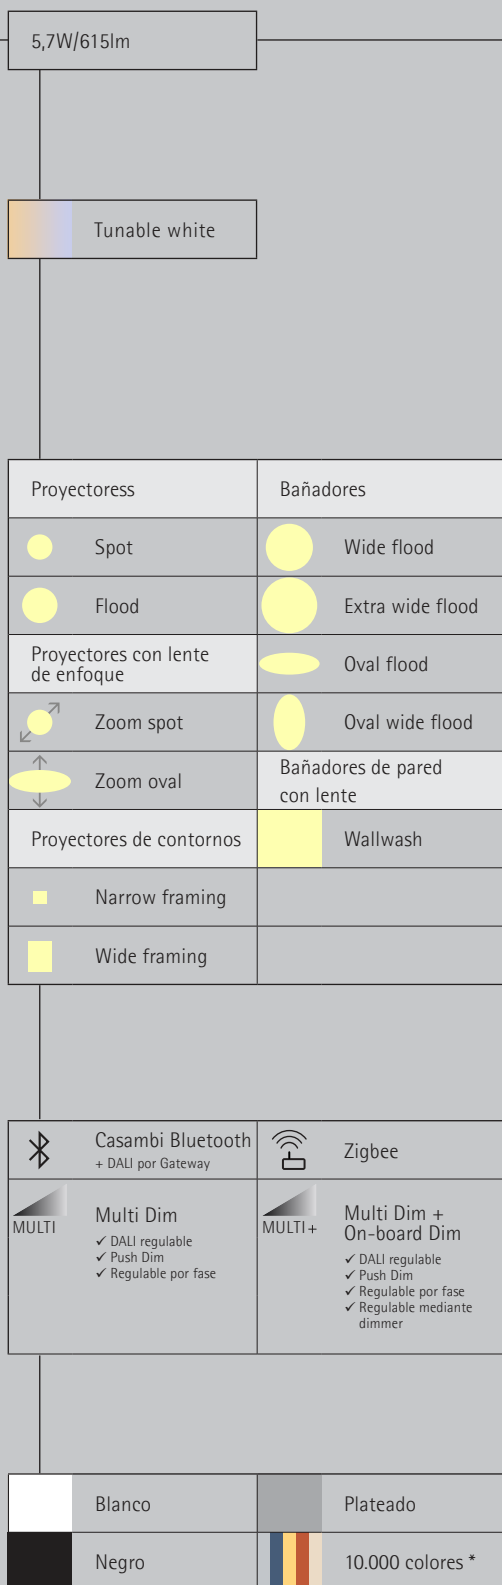 5,7W/615lm
Tunable white
Proyectoress
Bañadores
Spot
Wide flood
Flood
Extra wide flood
Proyectores con lente
de enfoque
Oval flood
Zoom spot
Oval wide flood
Zoom oval
Bañadores de pared
con lente
Proyectores de contornos
Wallwash
Narrow framing
Wide framing
Casambi Bluetooth
+ DALI por Gateway
Zigbee
MULTI
Multi Dim
✓ DALI regulable
✓ Push Dim
✓ Regulable por fase
MULTI+
Multi Dim +
On-board Dim
✓ DALI regulable
✓ Push Dim
✓ Regulable por fase
✓ Regulable mediante
dimmer
Blanco
Plateado
Negro
10.000 colores *